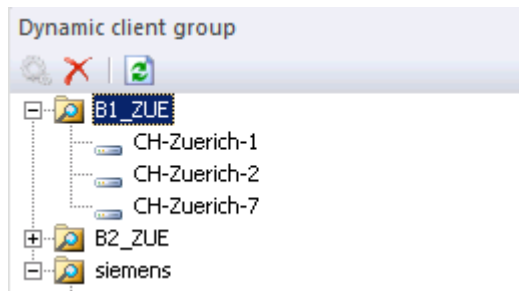 Dynamic client group
B1_ZUE
CH-Zuerich-1
CH-Zuerich-2
CH-Zuerich-7
B2_ZUE
siemens